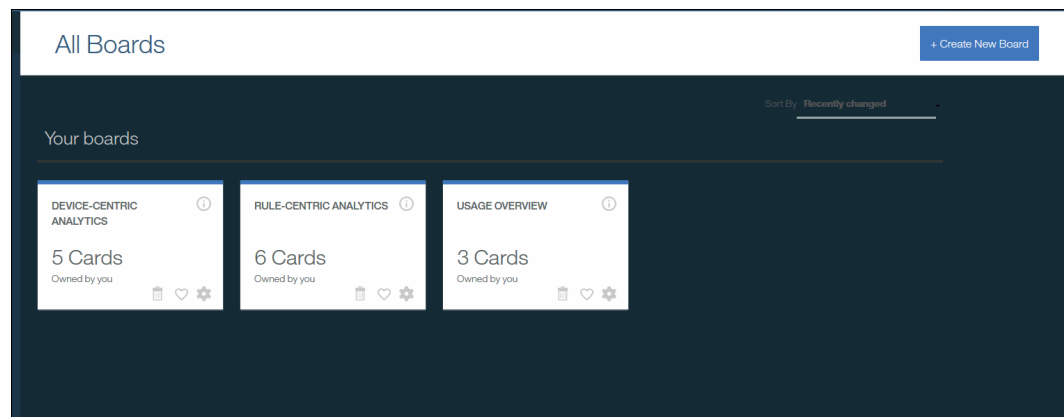 All Boards
+ Create New Board
Sort By Recently changed
Your boards
DEVICE-CENTRIC
ANALYTICS
5 Cards
Owned by you
RULE-CENTRIC ANALYTICS
6 Cards
Owned by you
USAGE OVERVIEW
3 Cards
Owned by you